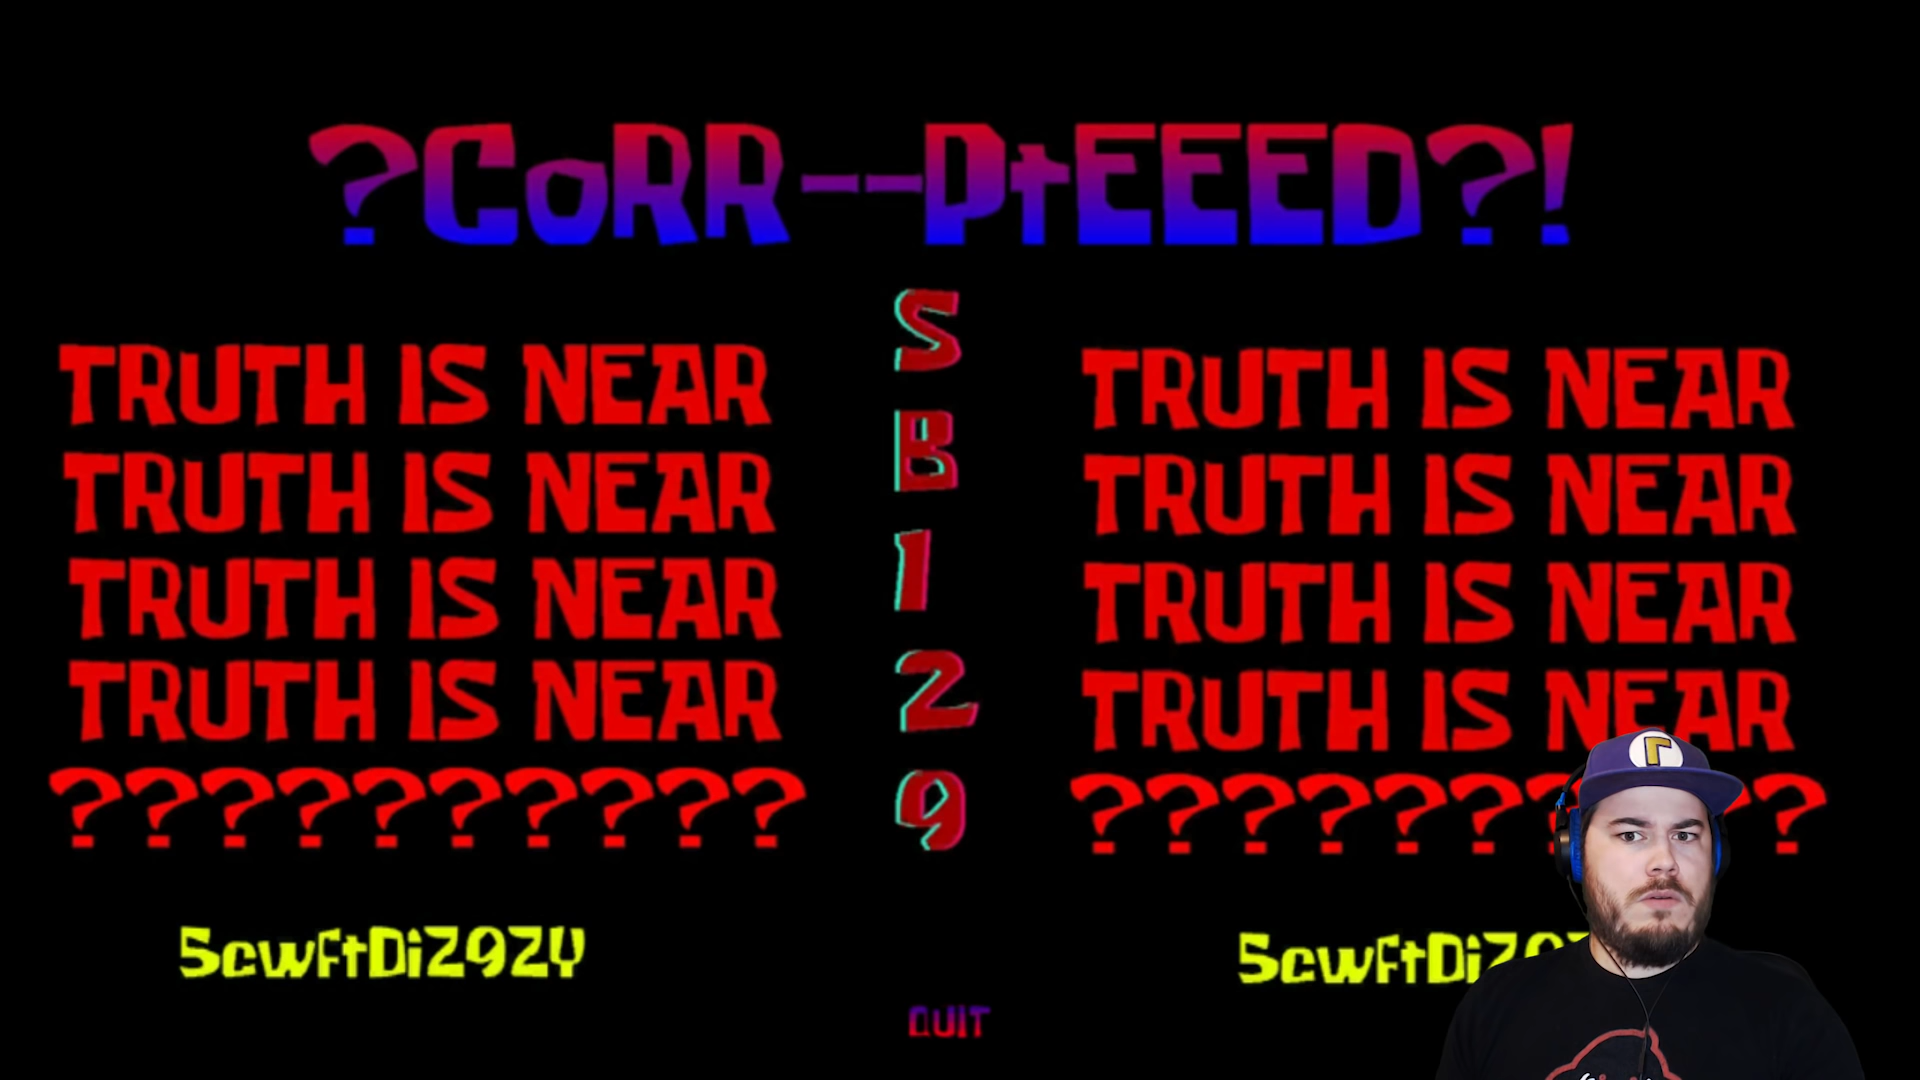 ?CoRR--PtEEED?!
S
B
1
2
9
TRUTH IS NEAR
TRUTH IS NEAR
TRUTH IS NEAR
TRUTH IS NEAR
??????????
TRUTH IS NEAR
TRUTH IS NEAR
TRUTH IS NEAR
TRUTH IS NEAR
?????????
5cwftDiZ9ZY
QUIT